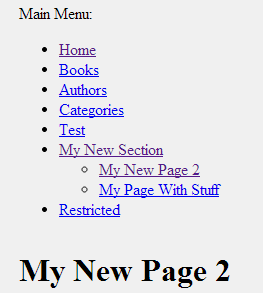 Main Menu:
Home
Books
Authors
Categories
Test
My New Section
My New Page 2
My Page With Stuff
Restricted
My New Page 2